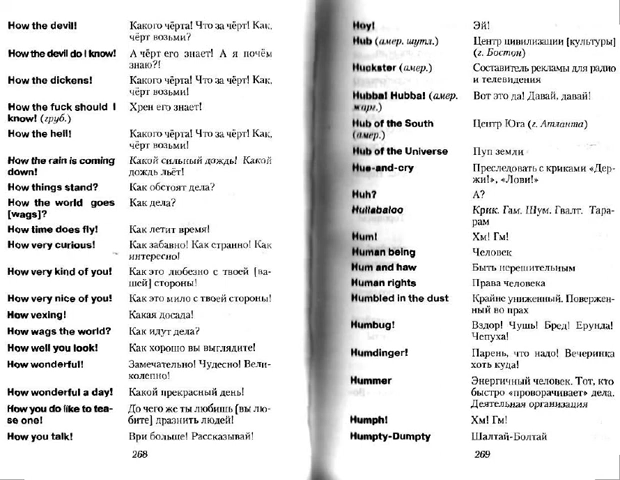 How the devil! Какого чёрта! Что за чёрт! Как,
чёрт возьми?
How the devil do I know! А чёрт его знает! А я почём
знаю?!
How the dickens! Какого чёрта! Что за чёрт! Как,
чёрт возьми!
How the fuck should I Хрен его знает!
know! (груб.)
How the hell! Какого чёрта! Что за чёрт! Как,
чёрт возьми!
How the rain is coming Какой сильный дождь! Какой
down! дождь льёт!
How things stand? Как обстоят дела?
How the world goes Как дела?
[wags]?
How time does fly! Как летит время!
How very curious! Как забавно! Как странно! Как
интересно!
How very kind of you! Как это любезно с твоей [ва-
шей] стороны!
How very nice of you! Как это мило с твоей стороны!
How vexing! Какая досада!
How wags the world? Как идут дела?
How well you look! Как хорошо вы выглядите!
How wonderful! Замечательно! Чудесно! Вели-
колепно!
How wonderful a day! Какой прекрасный день!
How you do like to tea- До чего же ты любишь [вы лю-
se one! бите] дразнить людей!
How you talk! Ври больше! Рассказывай!
268
Hoy! Эй!
Hub (амер. шутл.) Центр цивилизации [культуры]
(г. Бостон)
Huckster (амер.) Составитель рекламы для радио
и телевидения
Hubba! Hubba! (амер. Вот это да! Давай, давай!
жарг.)
Hub of the South Центр Юга (г. Атланта)
(амер.)
Hub of the Universe Пуп земли
Hue-and-cry Преследовать с криками «Дер-
жи!», «Лови!»
Huh? А?
Hullabaloo Крик. Гам. Шум. Гвалт. Тара-
рам
Hum! Хм! Гм!
Human being Человек
Hum and haw Быть нерешительным
Human rights Права человека
Humbled in the dust Крайне униженный. Повержен-
ный во прах
Humbug! Вздор! Чушь! Бред! Ерунда!
Чепуха!
Humdinger! Парень, что надо! Вечеринка
хоть куда!
Hummer Энергичный человек. Тот, кто
быстро «проворачивает» дела.
Деятельная организация
Humph! Хм! Гм!
Humpty-Dumpty Шалтай-Болтай
269